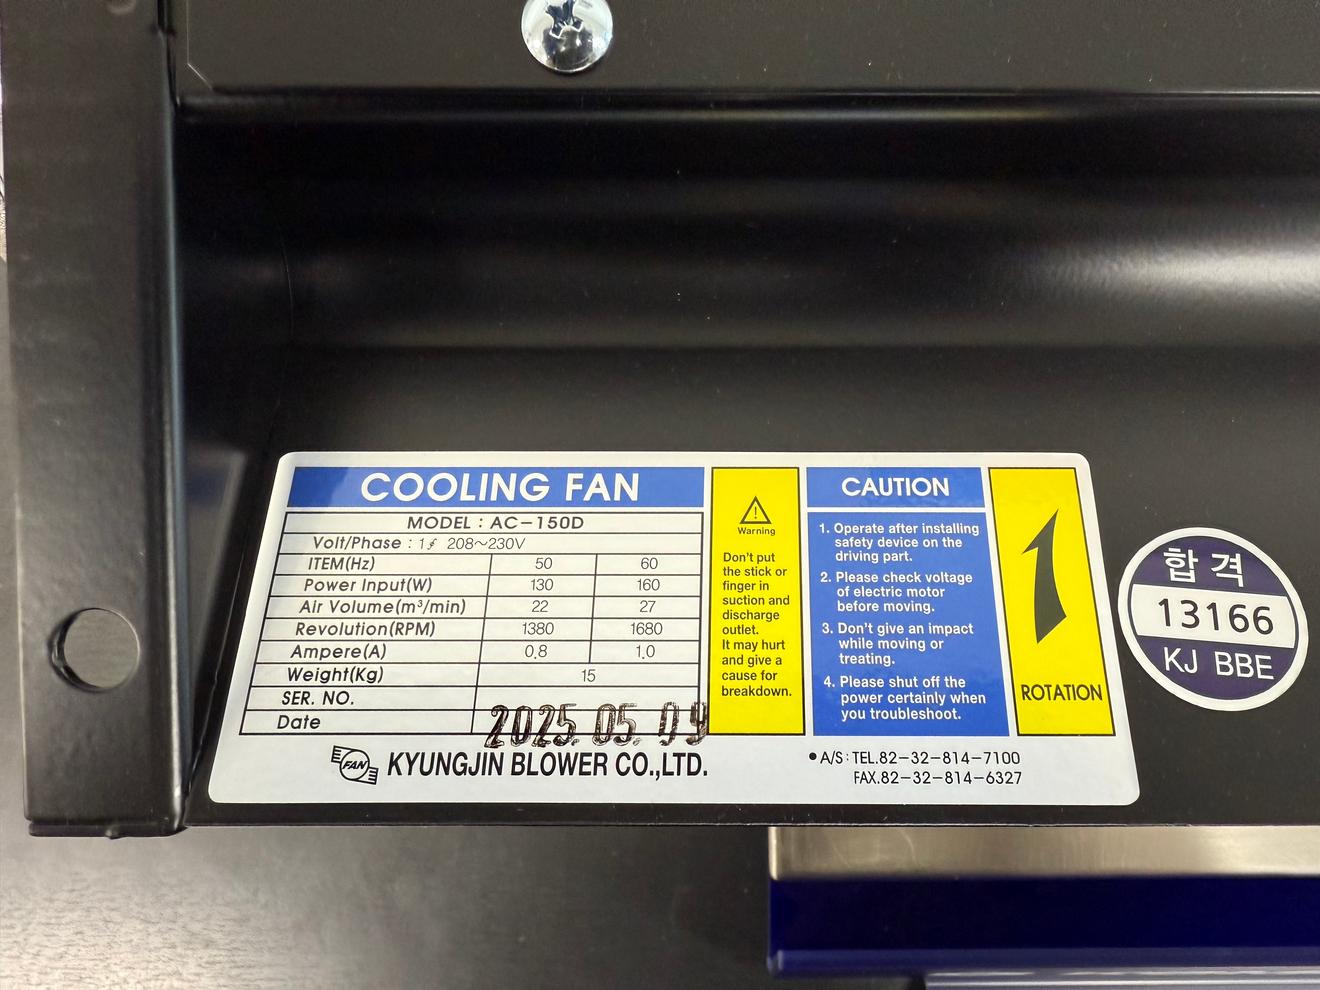 COOLING FAN
MODEL : AC-150D
Volt/Phase : 1∮ 208~230V
ITEM(Hz) 50 60
Power Input(W) 130 160
Air Volume(m³/min) 22 27
Revolution(RPM) 1380 1680
Ampere(A) 0.8 1.0
Weight(Kg) 15
SER. NO.
Date 2025. 05. 09
FAN KYUNGJIN BLOWER CO.,LTD.
Warning
Don't put
the stick or
finger in
suction and
discharge
outlet.
It may hurt
and give a
cause for
breakdown.
CAUTION
1. Operate after installing
safety device on the
driving part.
2. Please check voltage
of electric motor
before moving.
3. Don't give an impact
while moving or
treating.
4. Please shut off the
power certainly when
you troubleshoot.
ROTATION
• A/S : TEL.82-32-814-7100
FAX.82-32-814-6327
합 격
13166
KJ BBE